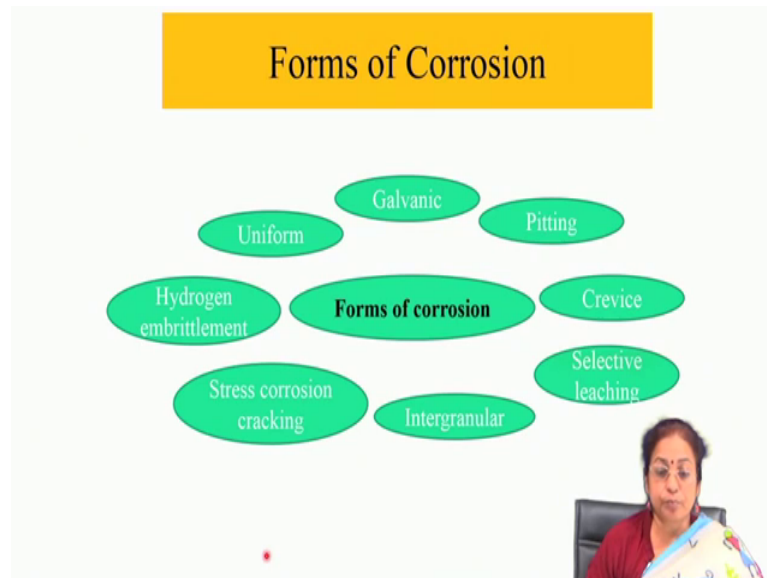 Forms of Corrosion
Galvanic
Uniform
Pitting
Hydrogen
embrittlement
Forms of corrosion
Crevice
Selective
leaching
Stress corrosion
cracking
Intergranular